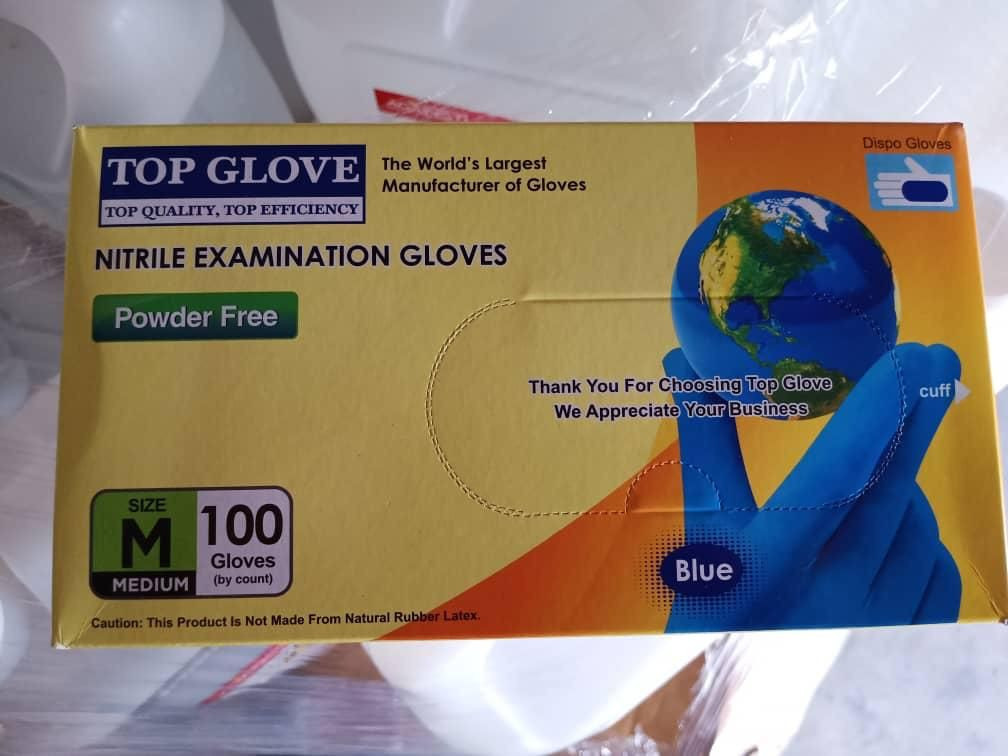 TOP GLOVE
TOP QUALITY, TOP EFFICIENCY
The World's Largest
Manufacturer of Gloves
Dispo Gloves
NITRILE EXAMINATION GLOVES
Powder Free
Thank You For Choosing Top Glove
We Appreciate Your Business
cuff
SIZE
M
MEDIUM
100
Gloves
(by count)
Blue
Caution: This Product Is Not Made From Natural Rubber Latex.